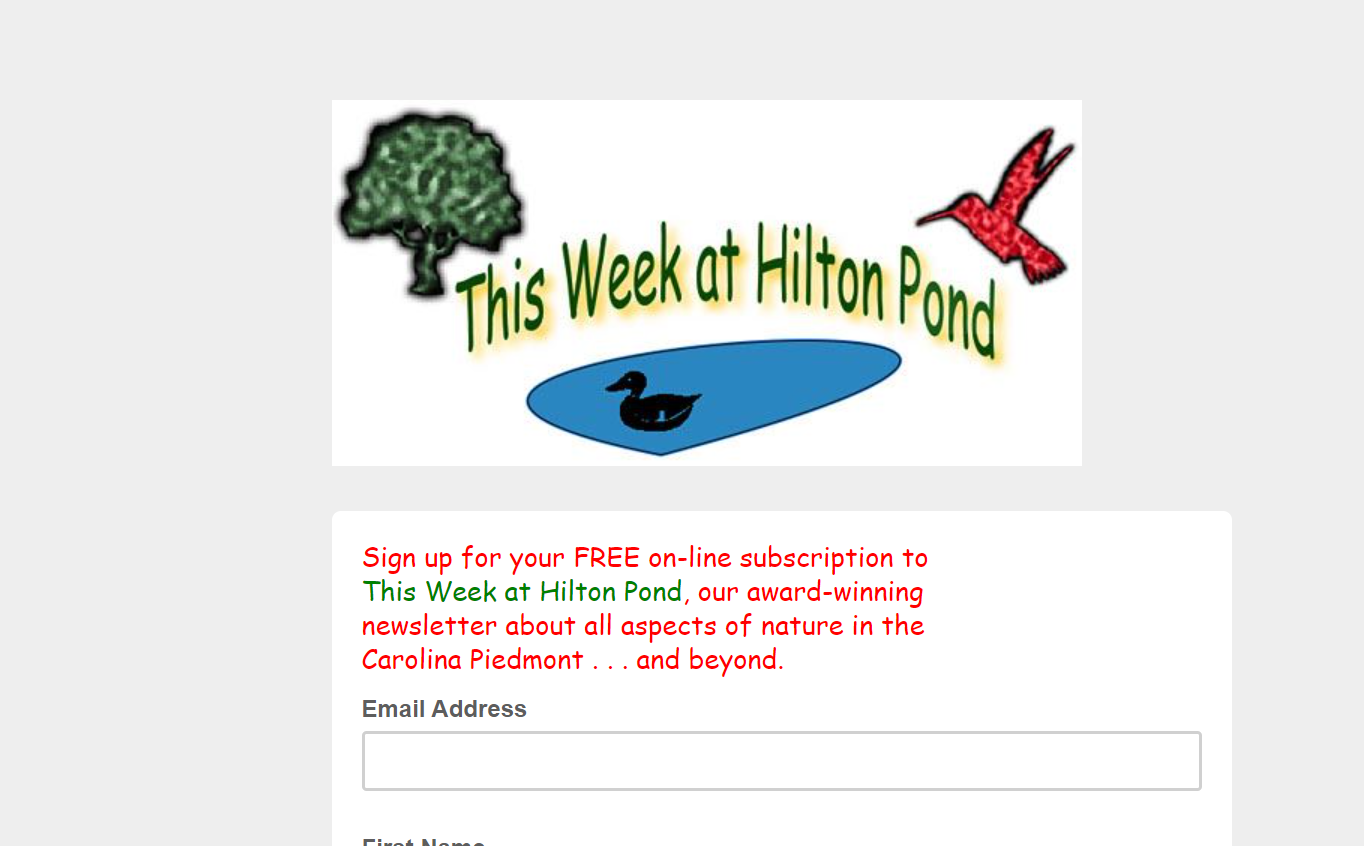 This Week at Hilton Pond
Sign up for your FREE on-line subscription to
This Week at Hilton Pond, our award-winning
newsletter about all aspects of nature in the
Carolina Piedmont . . . and beyond.
Email Address
First Name